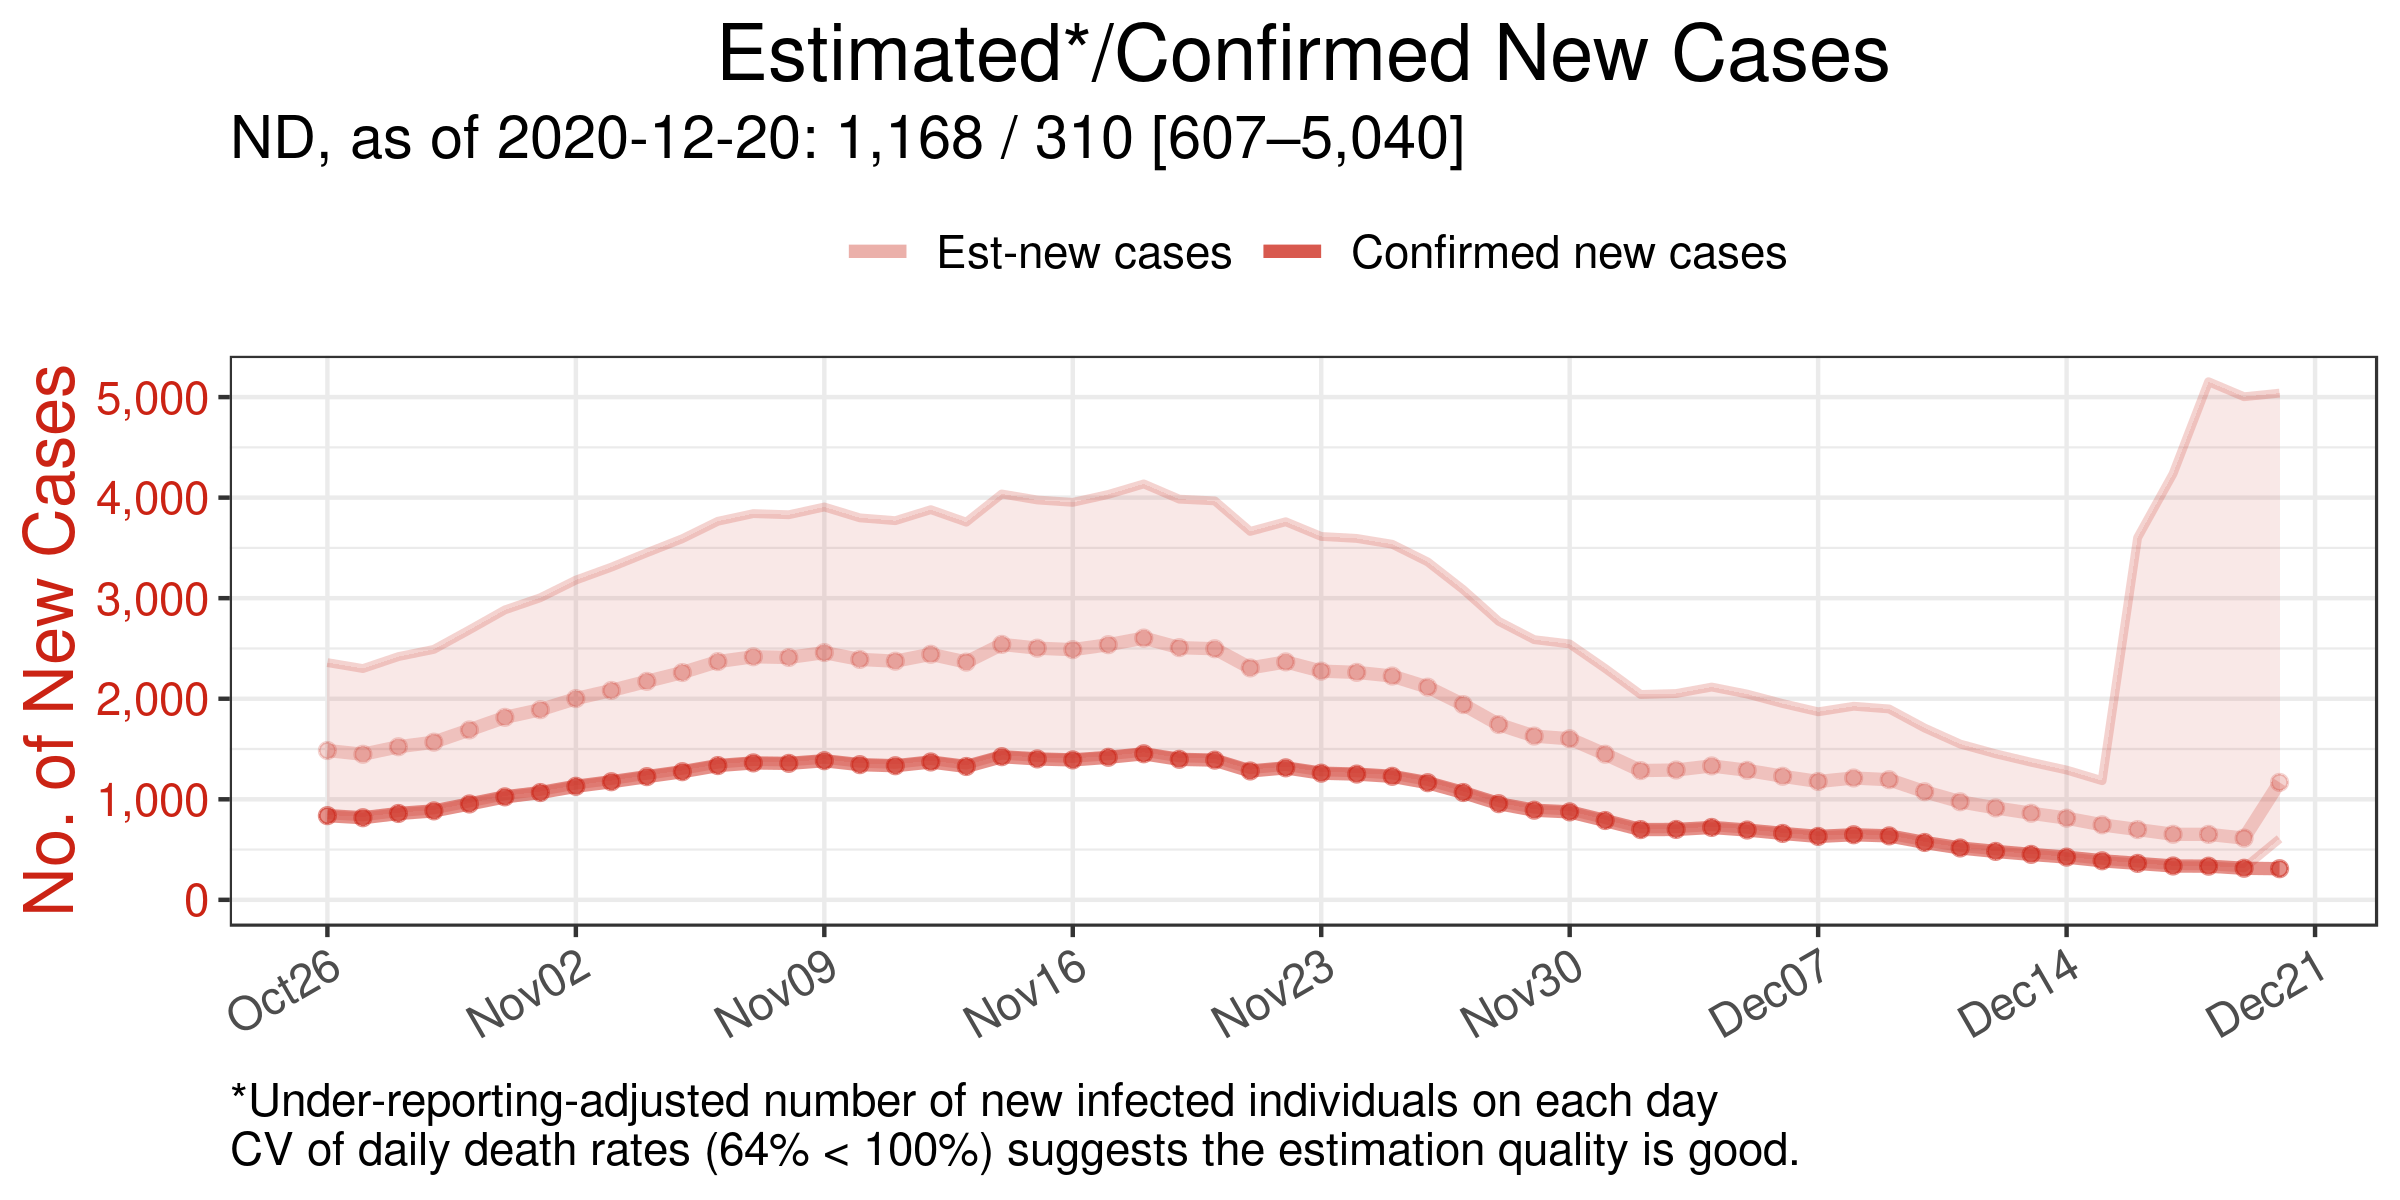 Estimated*/Confirmed New Cases
ND, as of 2020-12-20: 1,168 / 310 [607–5,040]
Est-new cases Confirmed new cases
No. of New Cases
5,000
4,000
3,000
2,000
1,000
0
Oct26 Nov02 Nov09 Nov16 Nov23 Nov30 Dec07 Dec14 Dec21
*Under-reporting-adjusted number of new infected individuals on each day
CV of daily death rates (64% < 100%) suggests the estimation quality is good.